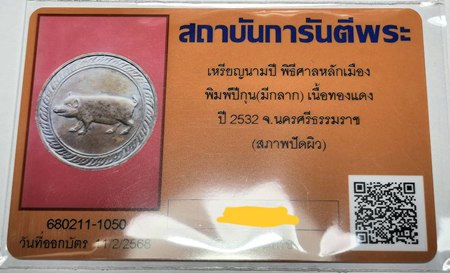 สถาบันการันตีพระ
เหรียญนามปี พิธีศาลหลักเมือง
พิมพ์ปีกุน(มีกลาก) เนื้อทองแดง
ปี 2532 จ.นครศรีธรรมราช
(สภาพปัดผิว)
680211-1050
วันที่ออกบัตร 11/2/2568